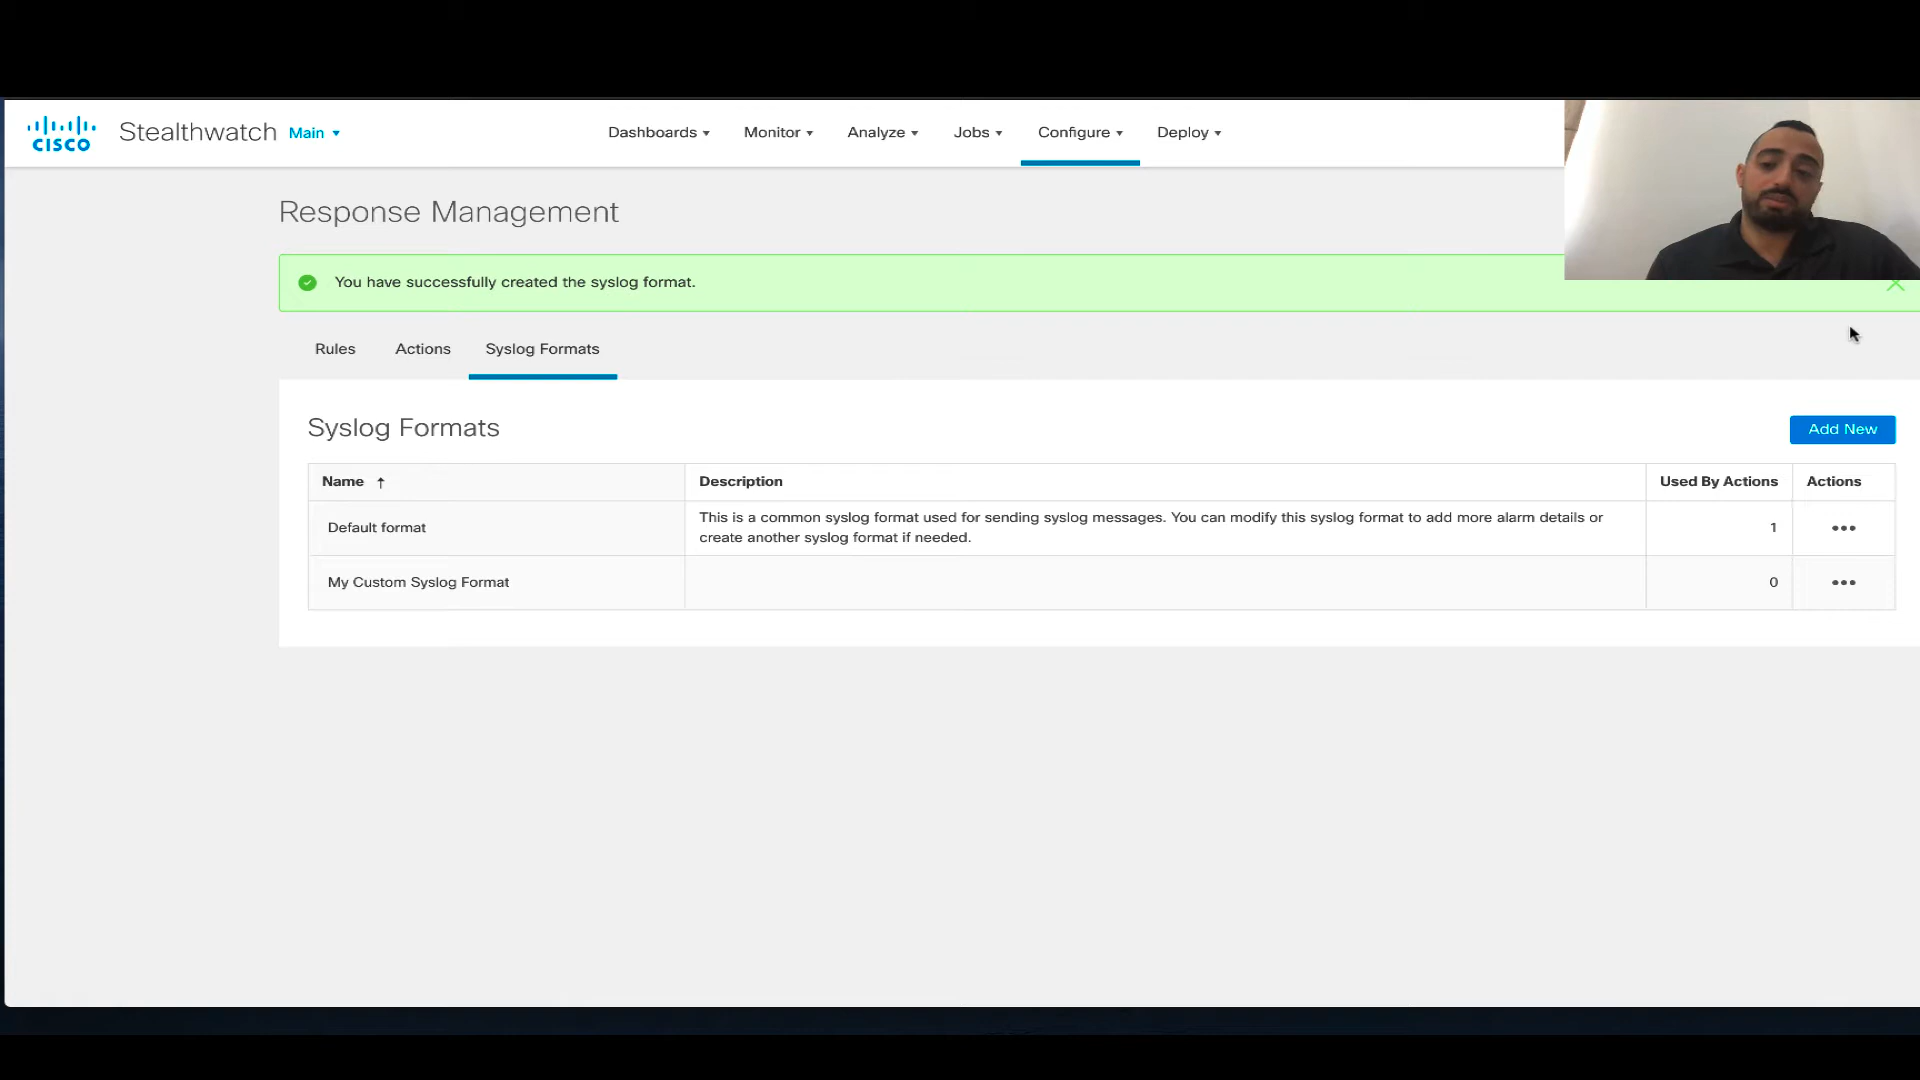 CISCO
Stealthwatch Main
Dashboards Monitor Analyze Jobs Configure Deploy
Response Management
You have successfully created the syslog format.
Rules Actions Syslog Formats
Syslog Formats
Add New
Name ↑ Description Used By Actions Actions
Default format
This is a common syslog format used for sending syslog messages. You can modify this syslog format to add more alarm details or
create another syslog format if needed.
1
My Custom Syslog Format 0